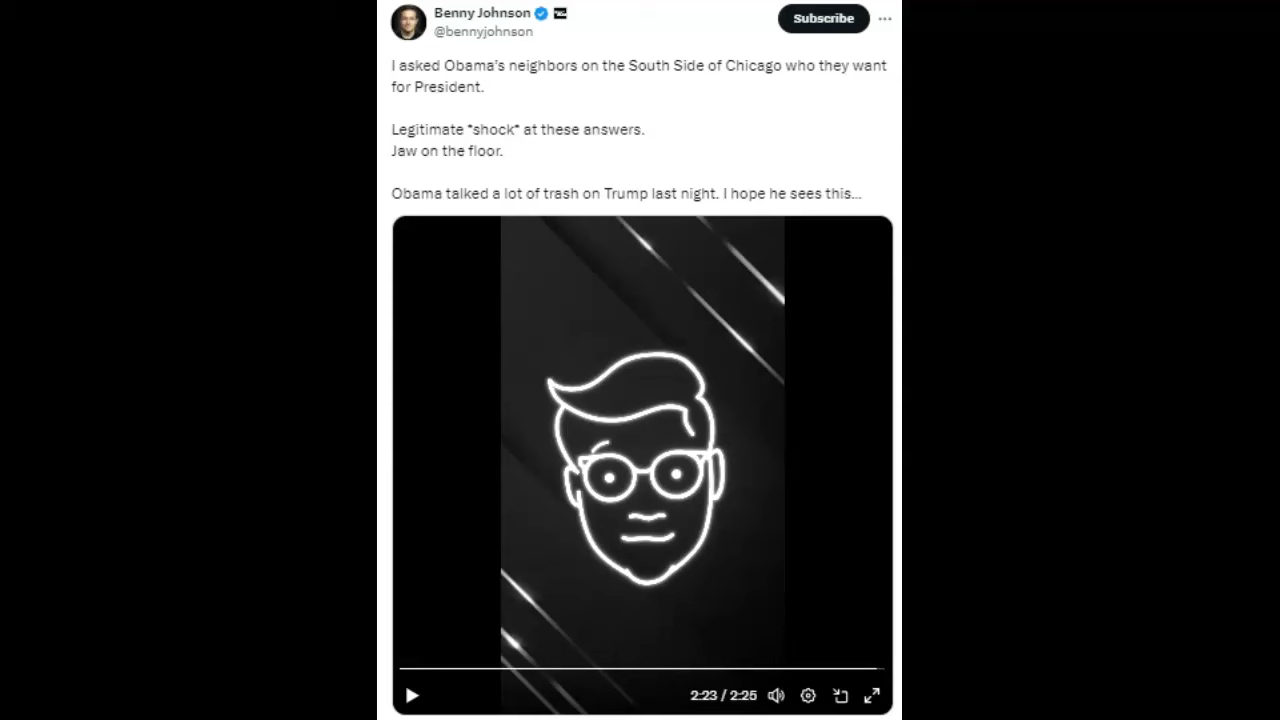 Benny Johnson
@bennyjohnson
Subscribe
I asked Obama's neighbors on the South Side of Chicago who they want
for President.
Legitimate *shock* at these answers.
Jaw on the floor.
Obama talked a lot of trash on Trump last night. I hope he sees this...
2:23 / 2:25